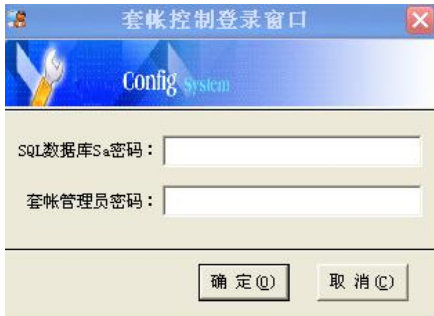 套帐控制登录窗口
Config System
SQL数据库Sa密码：
套帐管理员密码：
确 定(O) 取 消(C)